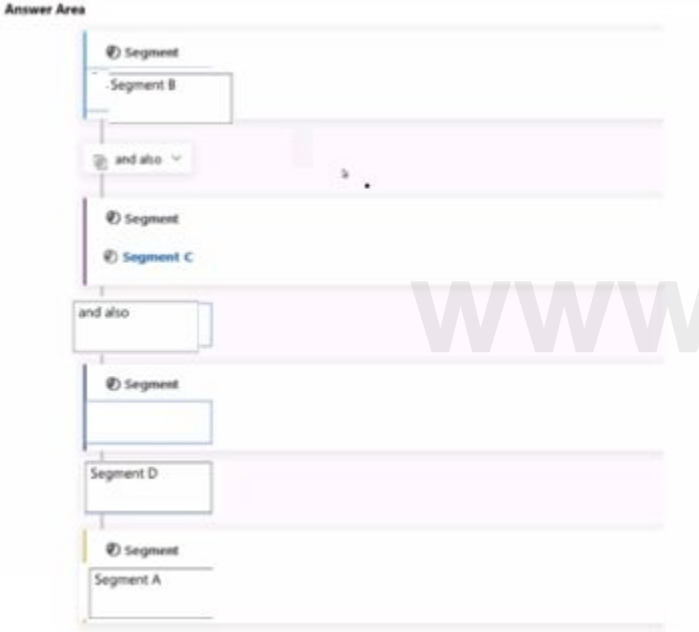 Answer Area
Segment
Segment B
and also
Segment
Segment C
and also
Segment
Segment D
Segment
Segment A
WWW